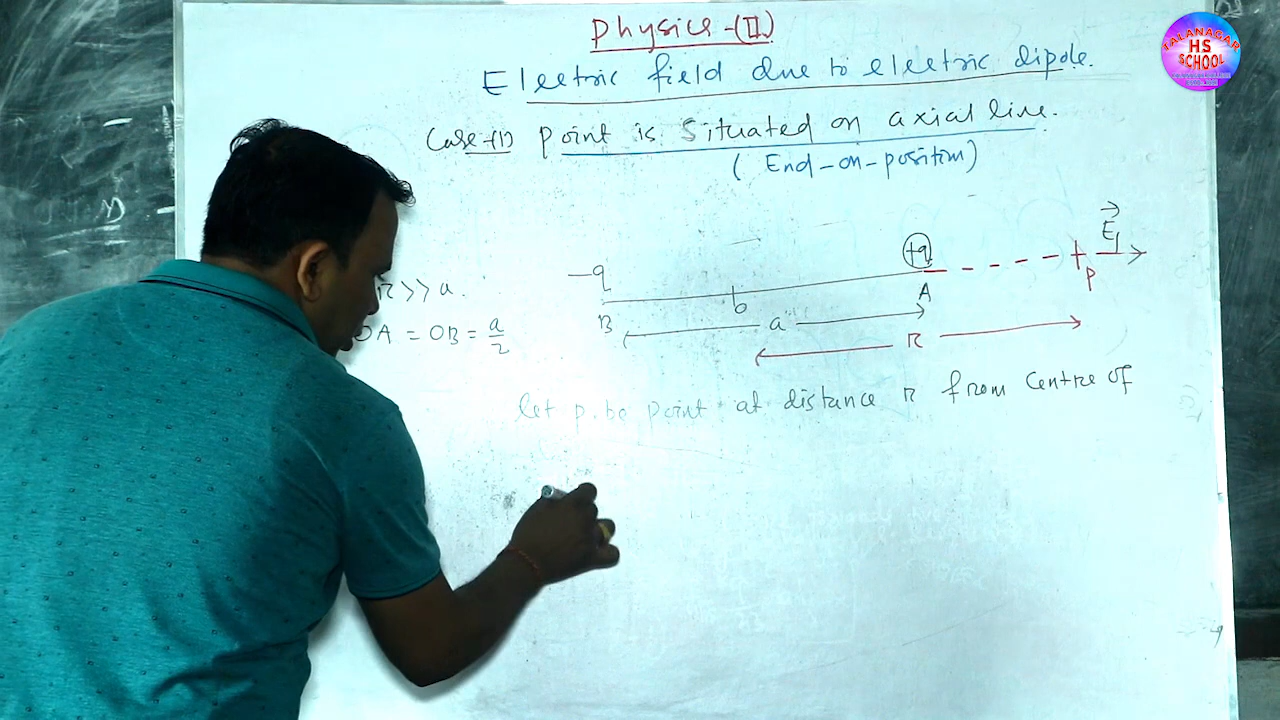 Physics-(II)
Electric field due to electric dipole.
Case-(1) point is situated on axial line.
(End-on-position)
-q
+q
E1
P
B
o
A
a
r
r >> a.
OA = OB = a/2
let p. be point at distance r from centre of
TALANAGAR
HS
SCHOOL